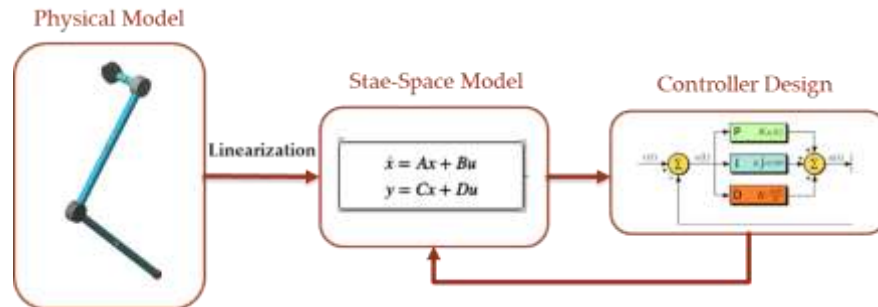 Physical Model
Stae-Space Model
Controller Design
Linearization
ẋ = Ax + Bu
y = Cx + Du
P
I
D
Σ
Σ